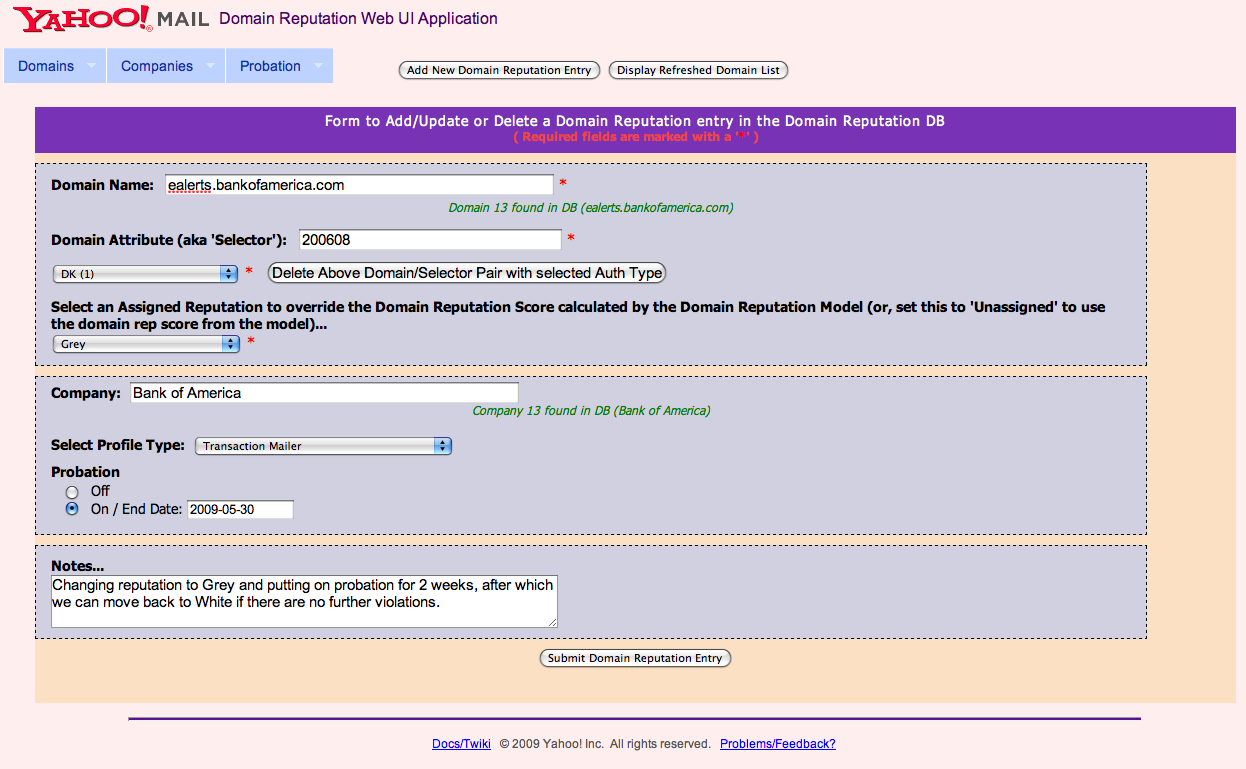 YAHOO!® MAIL Domain Reputation Web UI Application
Domains Companies Probation Add New Domain Reputation Entry Display Refreshed Domain List
Form to Add/Update or Delete a Domain Reputation entry in the Domain Reputation DB
( Required fields are marked with a '*' )
Domain Name: ealerts.bankofamerica.com *
Domain 13 found in DB (ealerts.bankofamerica.com)
Domain Attribute (aka 'Selector'): 200608 *
DK (1) * Delete Above Domain/Selector Pair with selected Auth Type
Select an Assigned Reputation to override the Domain Reputation Score calculated by the Domain Reputation Model (or, set this to 'Unassigned' to use
the domain rep score from the model)...
Grey *
Company: Bank of America
Company 13 found in DB (Bank of America)
Select Profile Type: Transaction Mailer
Probation
Off
On / End Date: 2009-05-30
Notes...
Changing reputation to Grey and putting on probation for 2 weeks, after which
we can move back to White if there are no further violations.
Submit Domain Reputation Entry
Docs/Twiki © 2009 Yahoo! Inc. All rights reserved. Problems/Feedback?